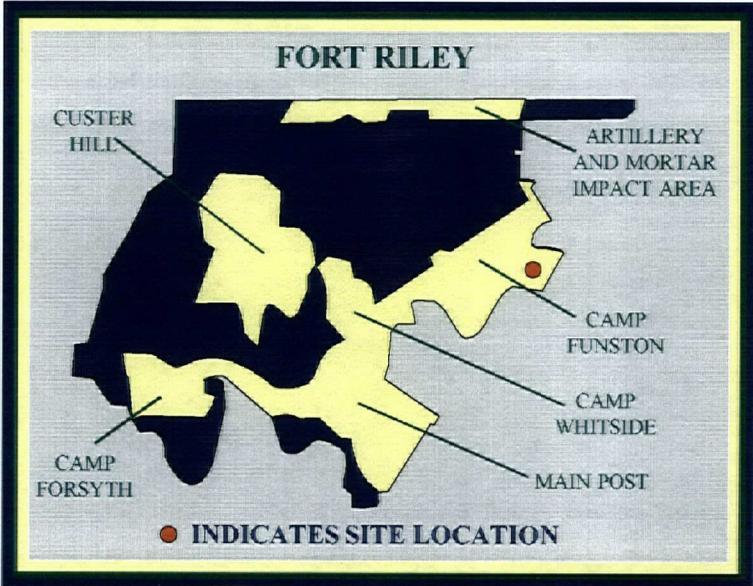 FORT RILEY
CUSTER
HILL
ARTILLERY
AND MORTAR
IMPACT AREA
CAMP
FUNSTON
CAMP
WHITSIDE
CAMP
FORSYTH
MAIN POST
INDICATES SITE LOCATION